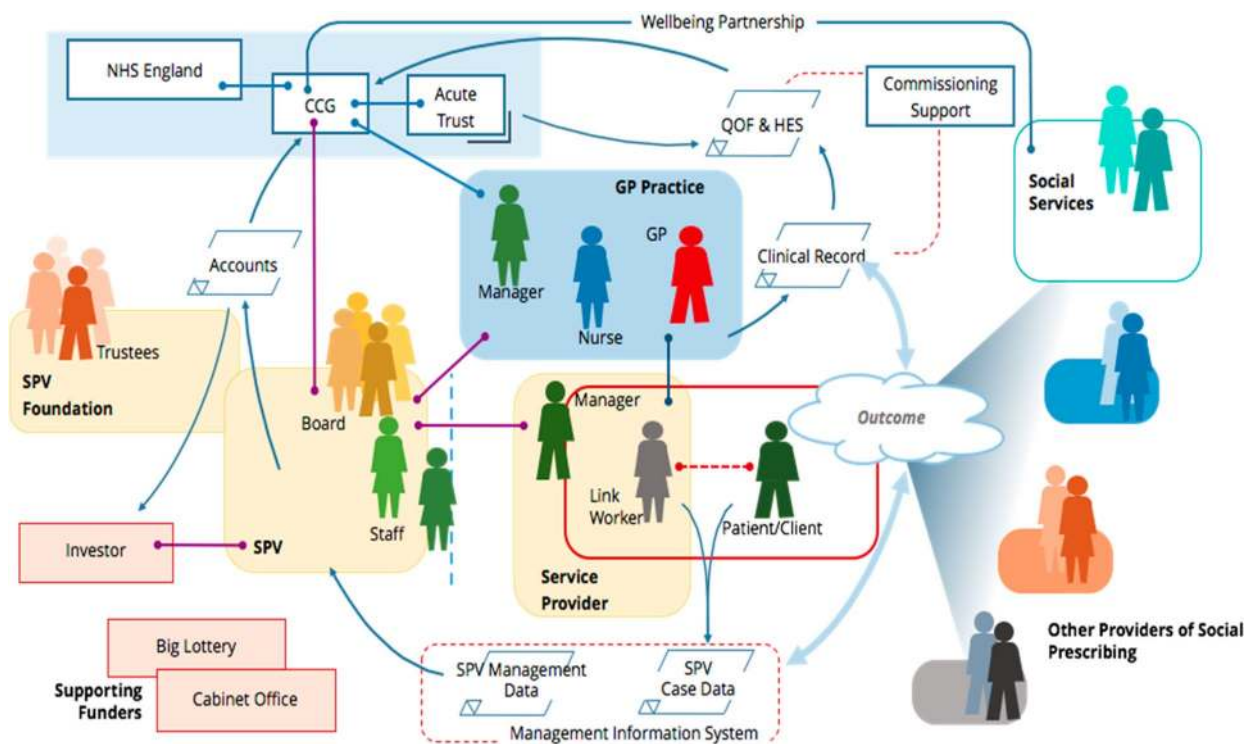 Wellbeing Partnership
NHS England
CCG
Acute
Trust
QOF & HES
Commissioning
Support
Social
Services
GP Practice
GP
Clinical Record
Accounts
Manager
Nurse
Trustees
SPV
Foundation
Board
Manager
Outcome
Link
Worker
Patient/Client
Staff
Investor
SPV
Service
Provider
Big Lottery
Supporting
Funders
Cabinet Office
SPV Management
Data
SPV
Case Data
Management Information System
Other Providers of Social
Prescribing